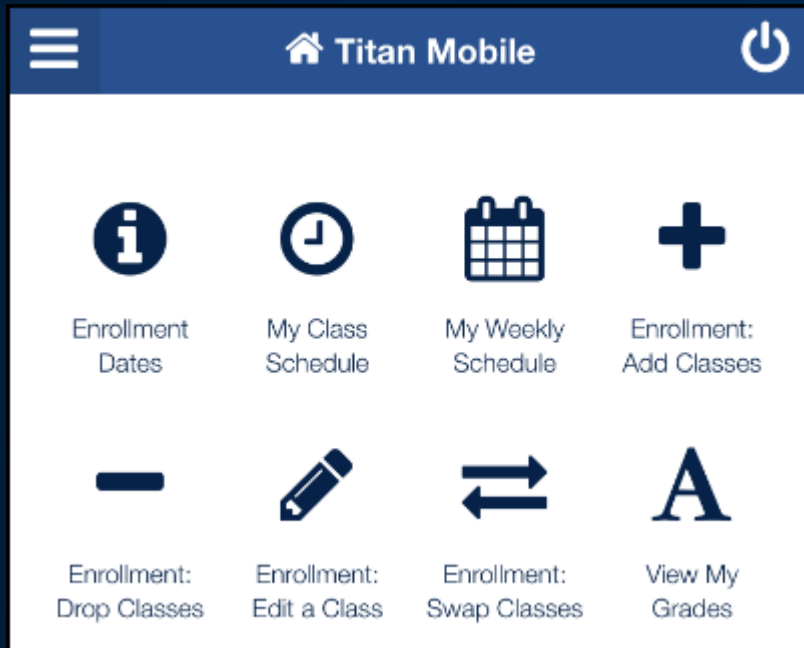 Titan Mobile
Enrollment
Dates
My Class
Schedule
My Weekly
Schedule
Enrollment:
Add Classes
Enrollment:
Drop Classes
Enrollment:
Edit a Class
Enrollment:
Swap Classes
A
View My
Grades